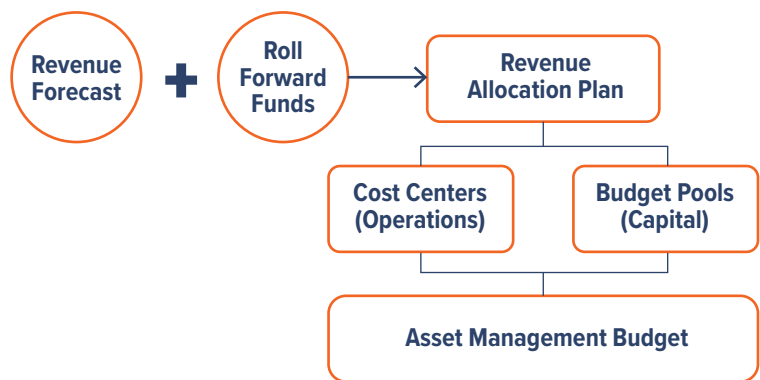 Revenue
Forecast
+
Roll
Forward
Funds
Revenue
Allocation Plan
Cost Centers
(Operations)
Budget Pools
(Capital)
Asset Management Budget